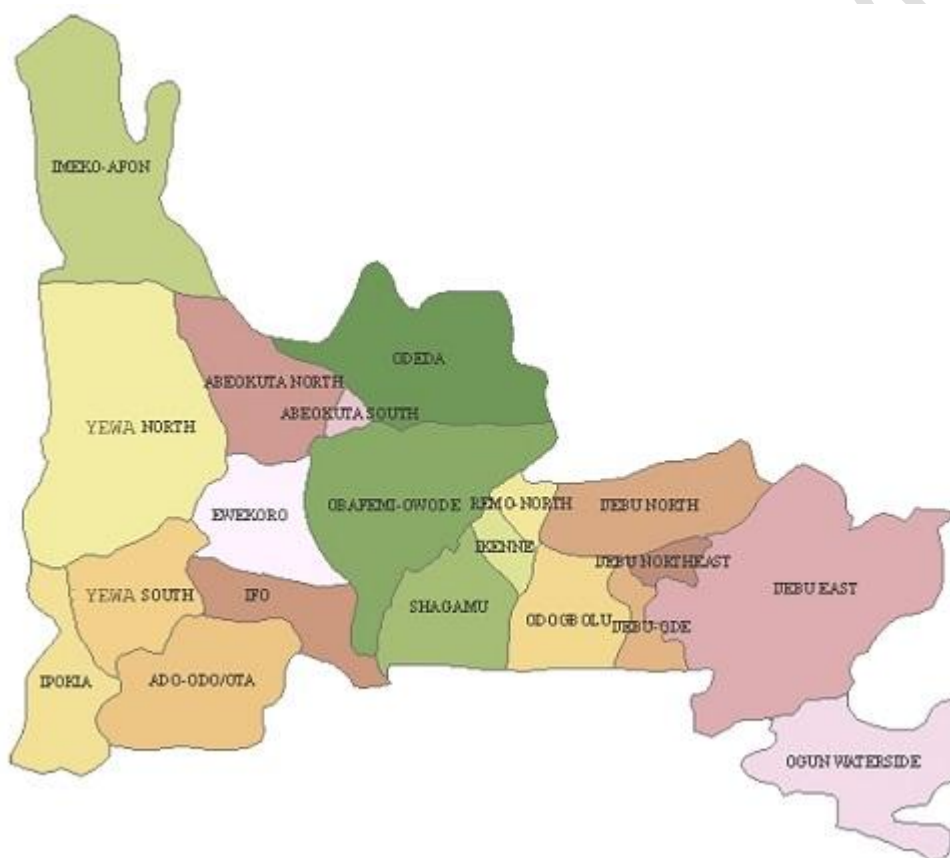 IMEKO-AFON
ODEDA
ABEOKUTA NORTH
ABEOKUTA SOUTH
YEWA NORTH
EWEKORO
OBAFEMI-OWODE
REMO-NORTH
IJEBU NORTH
IKENNE
IJEBU NORTHEAST
IJEBU EAST
YEWA SOUTH
IFO
SHAGAMU
ODOGBOLU
IJEBU-ODE
IPOKIA
ADO-ODO/OTA
OGUN WATERSIDE